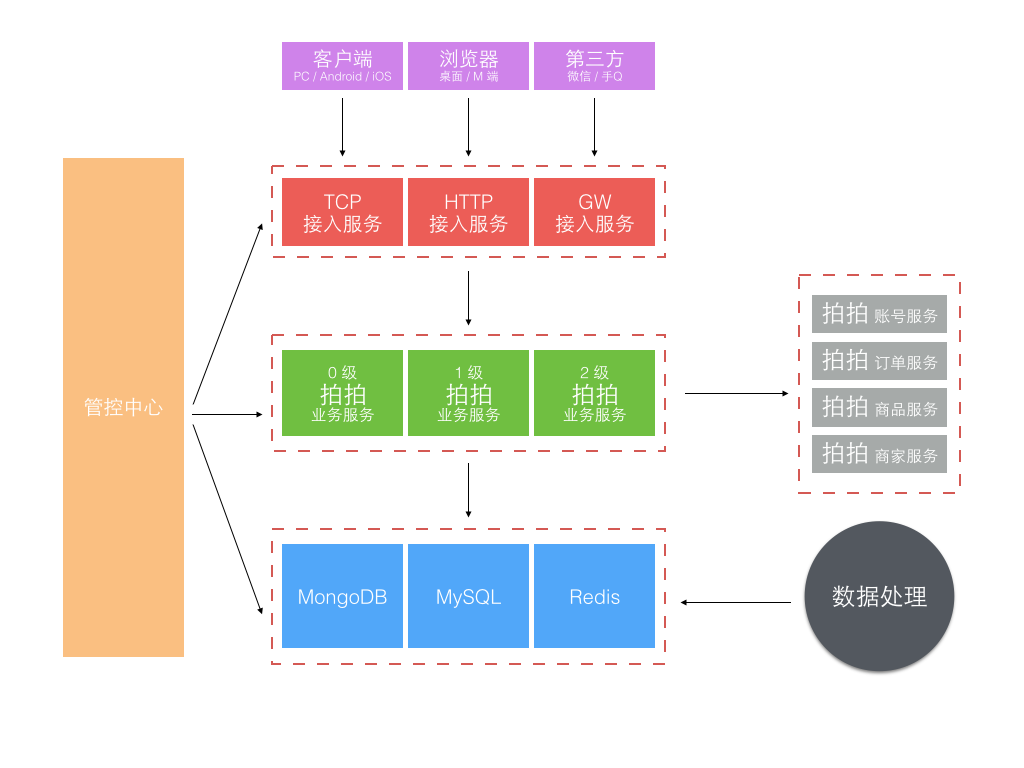 客户端
PC / Android / iOS
浏览器
桌面 / M 端
第三方
微信 / 手Q
TCP
接入服务
HTTP
接入服务
GW
接入服务
管控中心
0 级
拍拍
业务服务
1 级
拍拍
业务服务
2 级
拍拍
业务服务
拍拍 账号服务
拍拍 订单服务
拍拍 商品服务
拍拍 商家服务
MongoDB
MySQL
Redis
数据处理